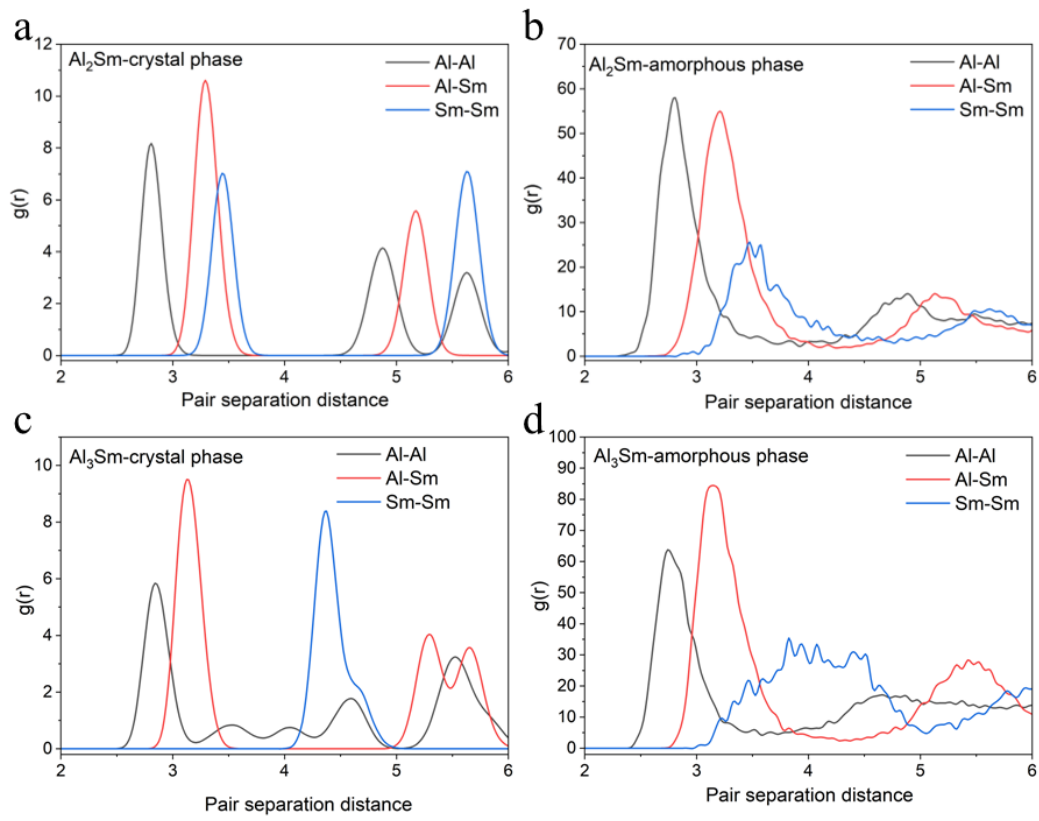 a
Al2Sm-crystal phase
Al-Al
Al-Sm
Sm-Sm
g(r)
12
10
8
6
4
2
0
2 3 4 5 6
Pair separation distance
b
Al2Sm-amorphous phase
Al-Al
Al-Sm
Sm-Sm
g(r)
70
60
50
40
30
20
10
0
2 3 4 5 6
Pair separation distance
c
Al3Sm-crystal phase
Al-Al
Al-Sm
Sm-Sm
g(r)
10
8
6
4
2
0
2 3 4 5 6
Pair separation distance
d
Al3Sm-amorphous phase
Al-Al
Al-Sm
Sm-Sm
g(r)
100
90
80
70
60
50
40
30
20
10
0
2 3 4 5 6
Pair separation distance